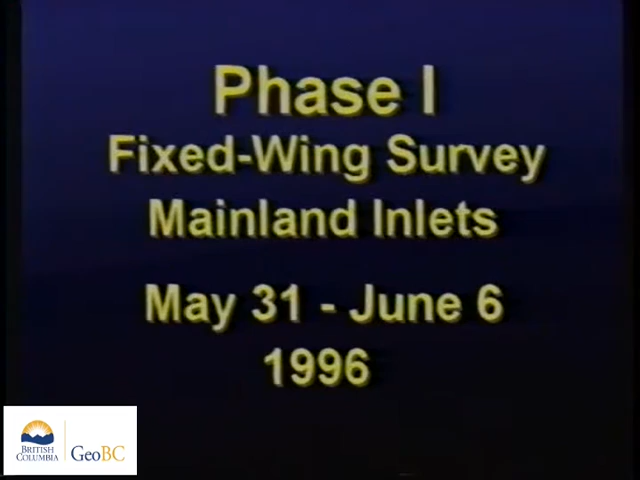 Phase I
Fixed-Wing Survey
Mainland Inlets
May 31 - June 6
1996
BRITISH
COLUMBIA
GeoBC